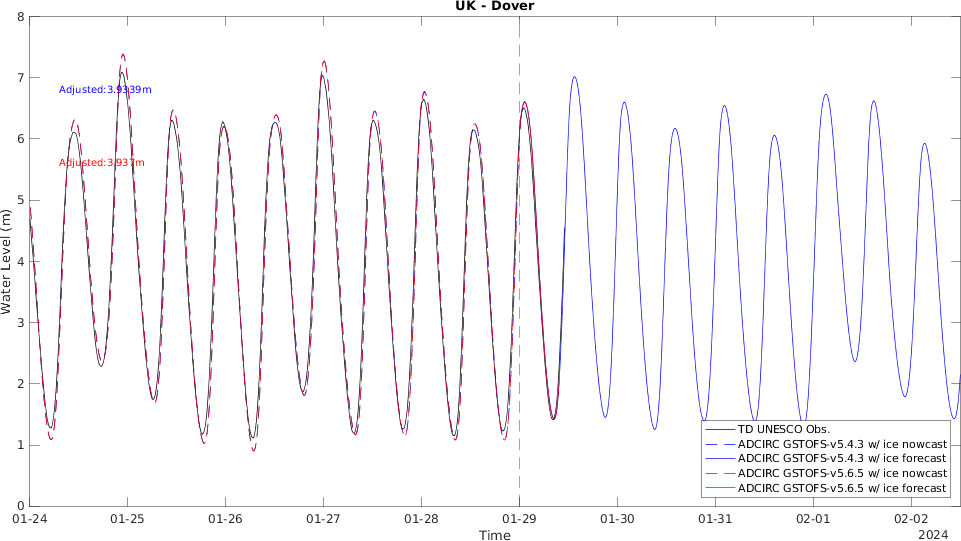 UK - Dover
8
7
6
5
4
3
2
1
0
Water Level (m)
Adjusted:3.9339m
Adjusted:3.937m
TD UNESCO Obs.
ADCIRC GSTOFS-v5.4.3 w/ ice nowcast
ADCIRC GSTOFS-v5.4.3 w/ ice forecast
ADCIRC GSTOFS-v5.6.5 w/ ice nowcast
ADCIRC GSTOFS-v5.6.5 w/ ice forecast
01-24 01-25 01-26 01-27 01-28 01-29 01-30 01-31 02-01 02-02
Time
2024